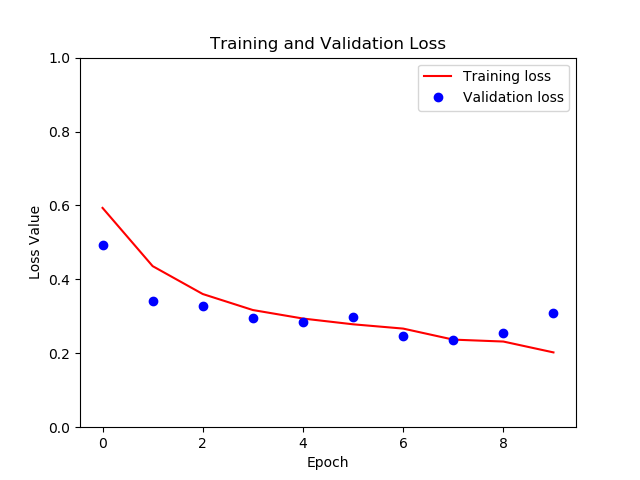 Training and Validation Loss
Training loss
Validation loss
1.0
0.8
0.6
0.4
0.2
0.0
Loss Value
0 2 4 6 8
Epoch